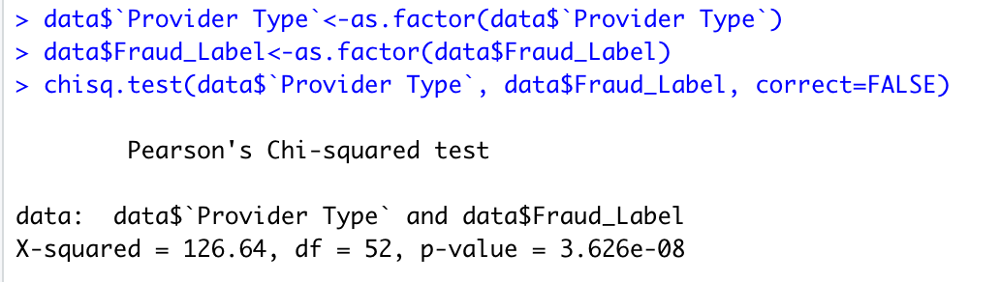 > data$`Provider Type`<-as.factor(data$`Provider Type`)
> data$Fraud_Label<-as.factor(data$Fraud_Label)
> chisq.test(data$`Provider Type`, data$Fraud_Label, correct=FALSE)
Pearson's Chi-squared test
data:  data$`Provider Type` and data$Fraud_Label
X-squared = 126.64, df = 52, p-value = 3.626e-08